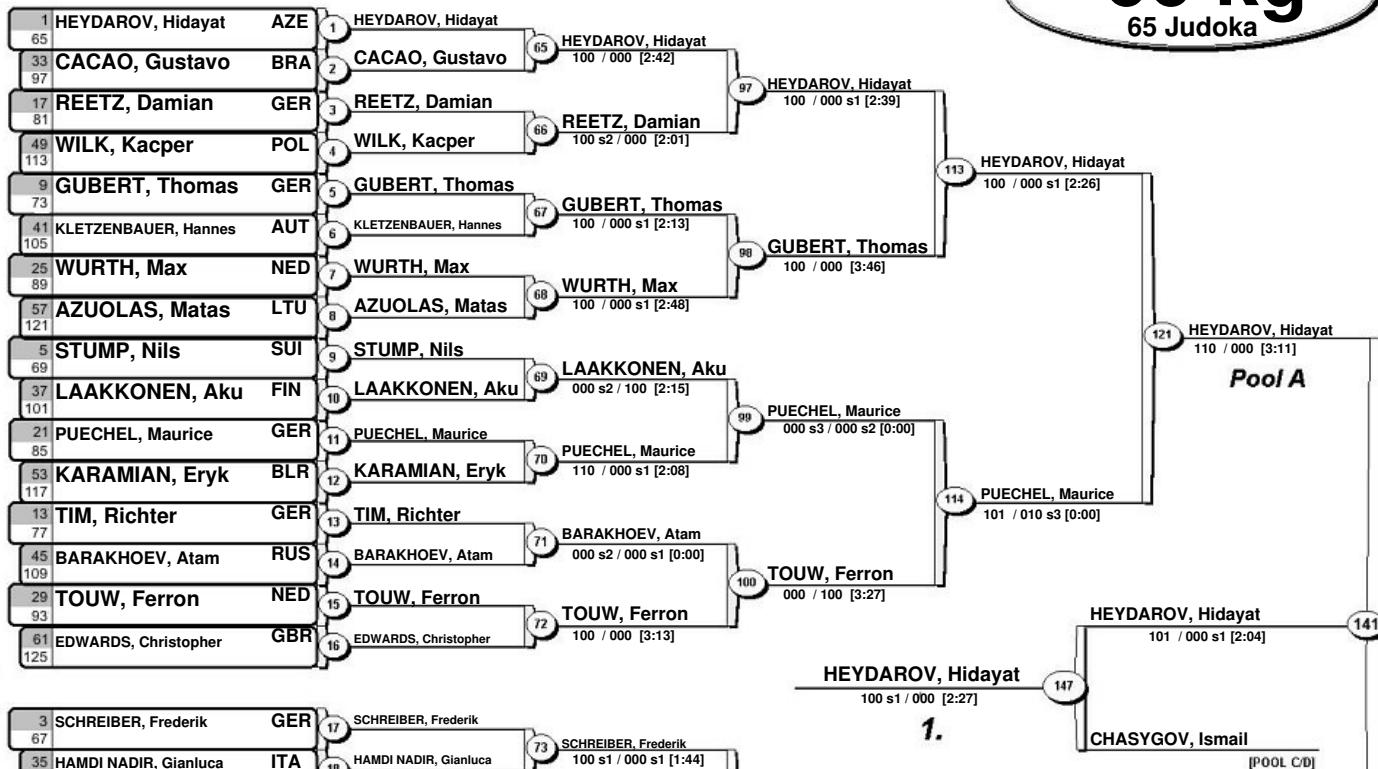 65 Judoka
1 HEYDAROV, Hidayat AZE
65
33 CACAO, Gustavo BRA
97
17 REETZ, Damian GER
81
49 WILK, Kacper POL
113
9 GUBERT, Thomas GER
73
41 KLETZENBAUER, Hannes AUT
105
25 WURTH, Max NED
89
57 AZUOLAS, Matas LTU
121
5 STUMP, Nils SUI
69
37 LAAKKONEN, Aku FIN
101
21 PUECHEL, Maurice GER
85
53 KARAMIAN, Eryk BLR
117
13 TIM, Richter GER
77
45 BARAKHOEV, Atam RUS
109
29 TOUW, Ferron NED
93
61 EDWARDS, Christopher GBR
125
3 SCHREIBER, Frederik GER
67
35 HAMDI NADIR, Gianluca ITA
1 HEYDAROV, Hidayat
2 CACAO, Gustavo
3 REETZ, Damian
4 WILK, Kacper
5 GUBERT, Thomas
6 KLETZENBAUER, Hannes
7 WURTH, Max
8 AZUOLAS, Matas
9 STUMP, Nils
10 LAAKKONEN, Aku
11 PUECHEL, Maurice
12 KARAMIAN, Eryk
13 TIM, Richter
14 BARAKHOEV, Atam
15 TOUW, Ferron
16 EDWARDS, Christopher
17 SCHREIBER, Frederik
HAMDI NADIR, Gianluca
65 HEYDAROV, Hidayat
100 / 000 [2:42]
66 REETZ, Damian
100 s2 / 000 [2:01]
67 GUBERT, Thomas
100 / 000 s1 [2:13]
68 WURTH, Max
100 / 000 s1 [2:48]
69 LAAKKONEN, Aku
000 s2 / 100 [2:15]
70 PUECHEL, Maurice
110 / 000 s1 [2:08]
71 BARAKHOEV, Atam
000 s2 / 000 s1 [0:00]
72 TOUW, Ferron
100 / 000 [3:13]
73 SCHREIBER, Frederik
100 s1 / 000 s1 [1:44]
97 HEYDAROV, Hidayat
100 / 000 s1 [2:39]
98 GUBERT, Thomas
100 / 000 [3:46]
99 PUECHEL, Maurice
000 s3 / 000 s2 [0:00]
100 TOUW, Ferron
000 / 100 [3:27]
113 HEYDAROV, Hidayat
100 / 000 s1 [2:26]
114 PUECHEL, Maurice
101 / 010 s3 [0:00]
121 HEYDAROV, Hidayat
110 / 000 [3:11]
Pool A
HEYDAROV, Hidayat 141
101 / 000 s1 [2:04]
HEYDAROV, Hidayat 147
100 s1 / 000 [2:27]
1.
CHASYGOV, Ismail
[POOL C/D]